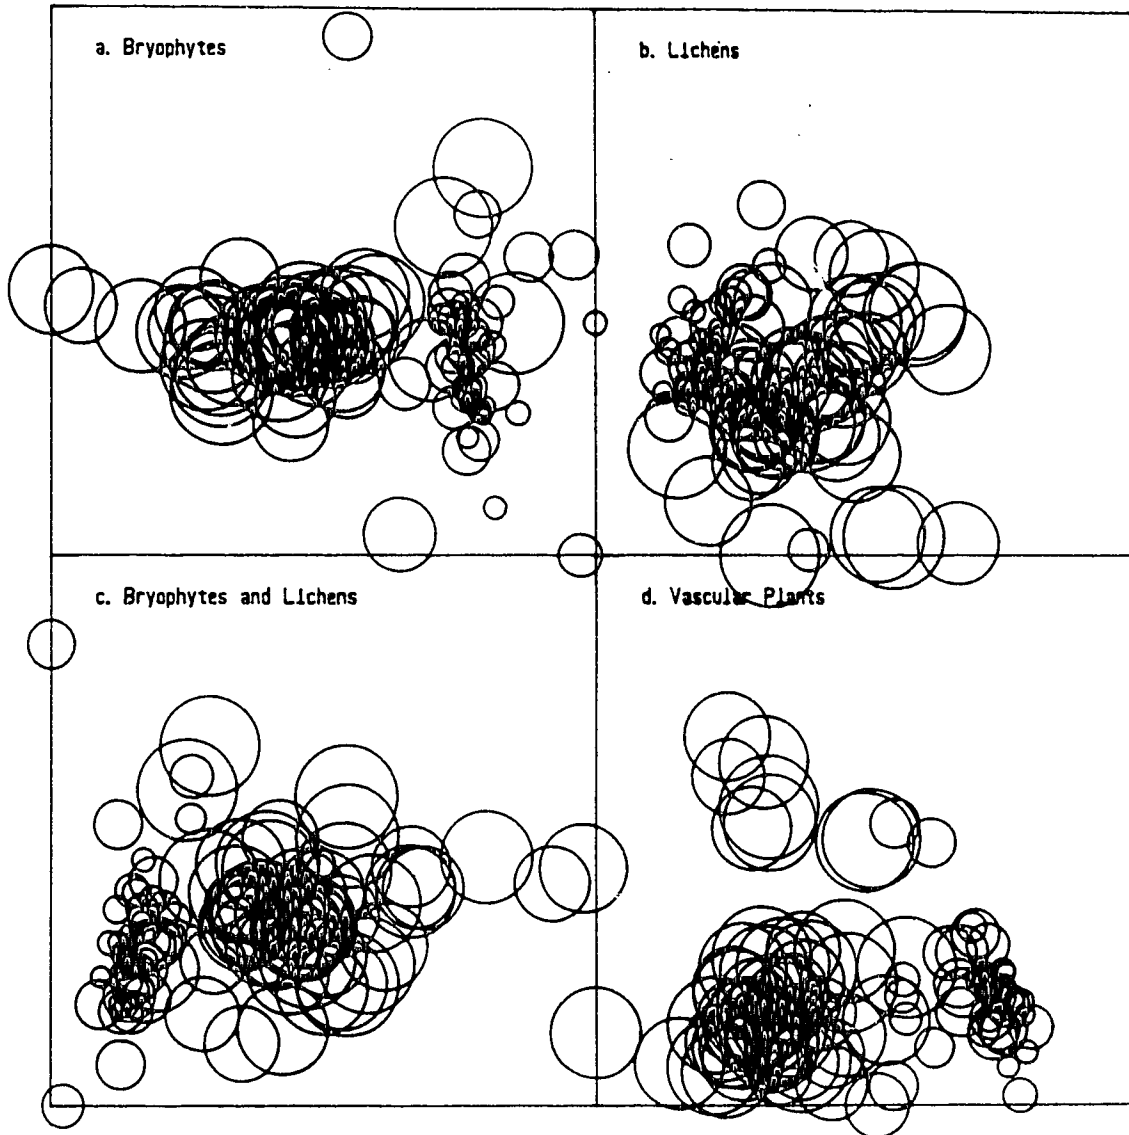 a. Bryophytes
b. Lichens
c. Bryophytes and Lichens
d. Vascular Plants